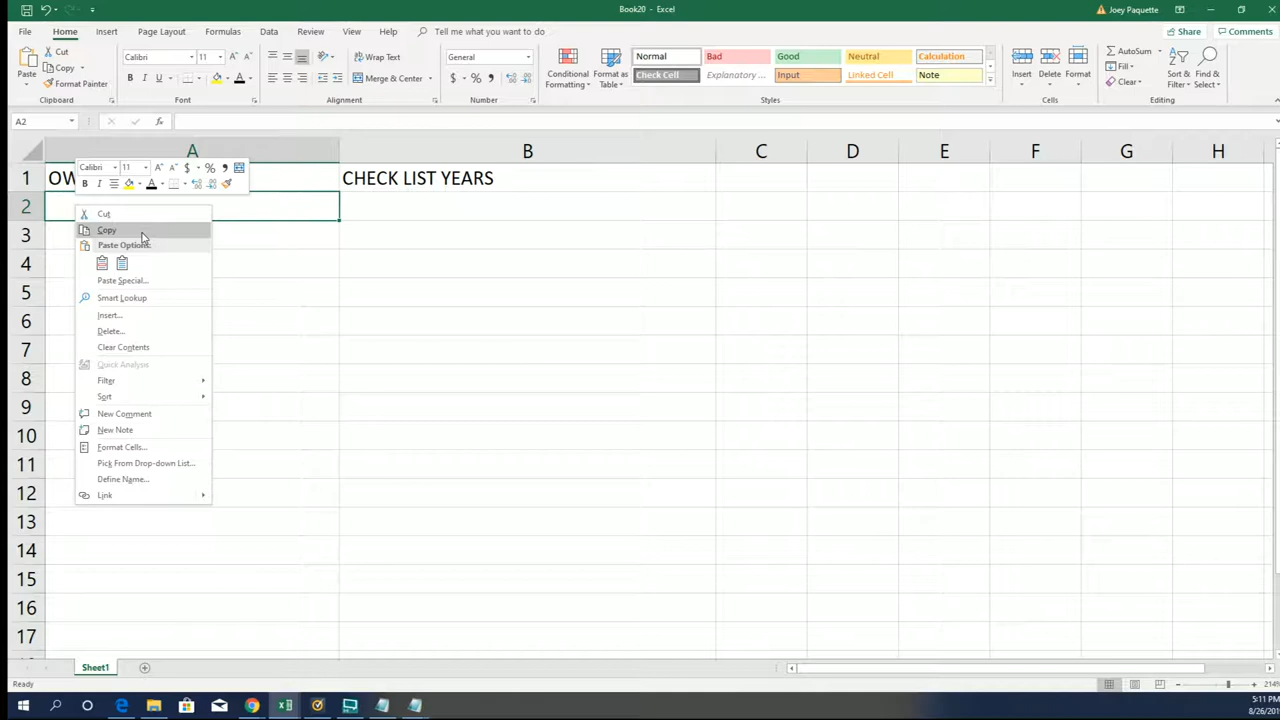 Book20 - Excel
Joey Paquette
File Home Insert Page Layout Formulas Data Review View Help Tell me what you want to do
Share Comments
Paste
Cut
Copy
Format Painter
Clipboard
Calibri 11
B I U A
Font
Wrap Text
Merge & Center
Alignment
General
$ % ,
Number
Conditional Formatting
Format as Table
Normal Bad Good Neutral Calculation
Check Cell Explanatory ... Input Linked Cell Note
Styles
Insert Delete Format
Cells
AutoSum
Fill
Clear
Sort & Filter
Find & Select
Editing
A2
fx
A B C D E F G H
Calibri 11 A A $ % ,
B I A
1 OW CHECK LIST YEARS
2
3
4
5
6
7
8
9
10
11
12
13
14
15
16
17
Cut
Copy
Paste Options:
Paste Special...
Smart Lookup
Insert...
Delete...
Clear Contents
Quick Analysis
Filter
Sort
New Comment
New Note
Format Cells...
Pick From Drop-down List...
Define Name...
Link
Sheet1
Ready
214%
5:11 PM